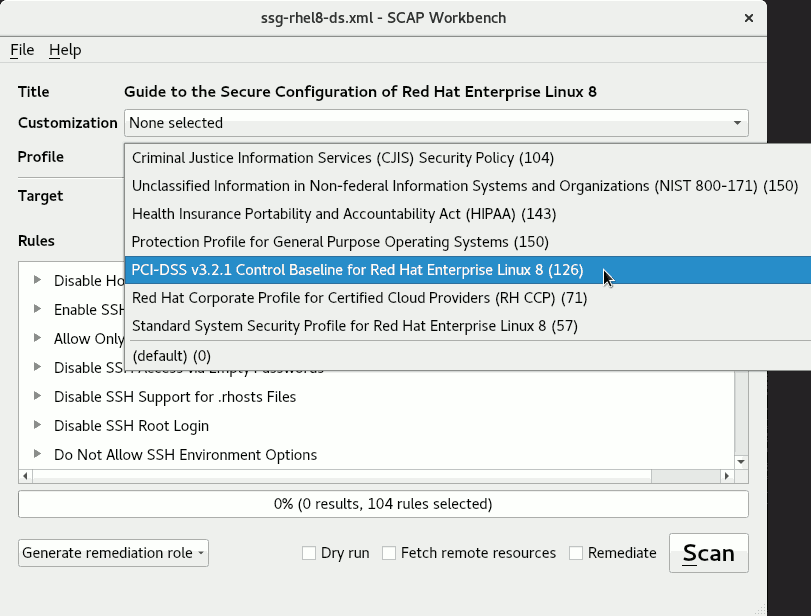 ssg-rhel8-ds.xml - SCAP Workbench
File Help
Title Guide to the Secure Configuration of Red Hat Enterprise Linux 8
Customization None selected
Profile
Criminal Justice Information Services (CJIS) Security Policy (104)
Unclassified Information in Non-federal Information Systems and Organizations (NIST 800-171) (150)
Target
Health Insurance Portability and Accountability Act (HIPAA) (143)
Rules
Protection Profile for General Purpose Operating Systems (150)
PCI-DSS v3.2.1 Control Baseline for Red Hat Enterprise Linux 8 (126)
Disable Ho
Red Hat Corporate Profile for Certified Cloud Providers (RH CCP) (71)
Enable SSH
Standard System Security Profile for Red Hat Enterprise Linux 8 (57)
Allow Only
(default) (0)
Disable SSH Access via Empty Passwords
Disable SSH Support for .rhosts Files
Disable SSH Root Login
Do Not Allow SSH Environment Options
0% (0 results, 104 rules selected)
Generate remediation role Dry run Fetch remote resources Remediate Scan